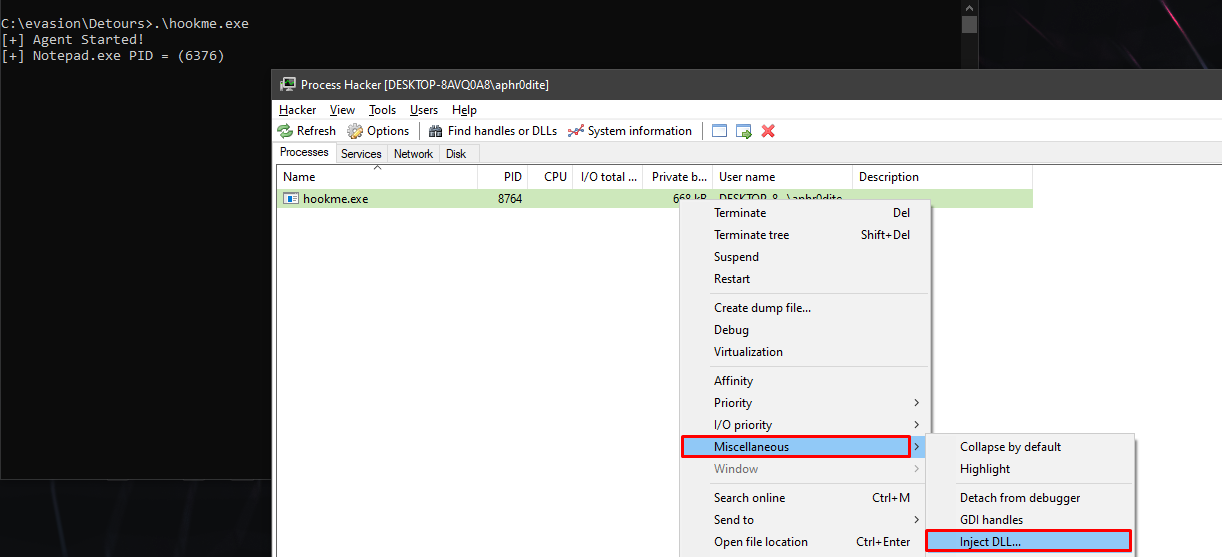 C:\evasion\Detours>.\hookme.exe
[+] Agent Started!
[+] Notepad.exe PID = (6376)
Process Hacker [DESKTOP-8AVQ0A8\aphr0dite]
Hacker View Tools Users Help
Refresh Options Find handles or DLLs System information
Processes Services Network Disk
Name PID CPU I/O total ... Private b... User name Description
hookme.exe 8764 668 kB DESKTOP-8...\aphr0dite
Terminate Del
Terminate tree Shift+Del
Suspend
Restart
Create dump file...
Debug
Virtualization
Affinity
Priority
I/O priority
Miscellaneous
Window
Search online Ctrl+M
Send to
Open file location Ctrl+Enter
Collapse by default
Highlight
Detach from debugger
GDI handles
Inject DLL...